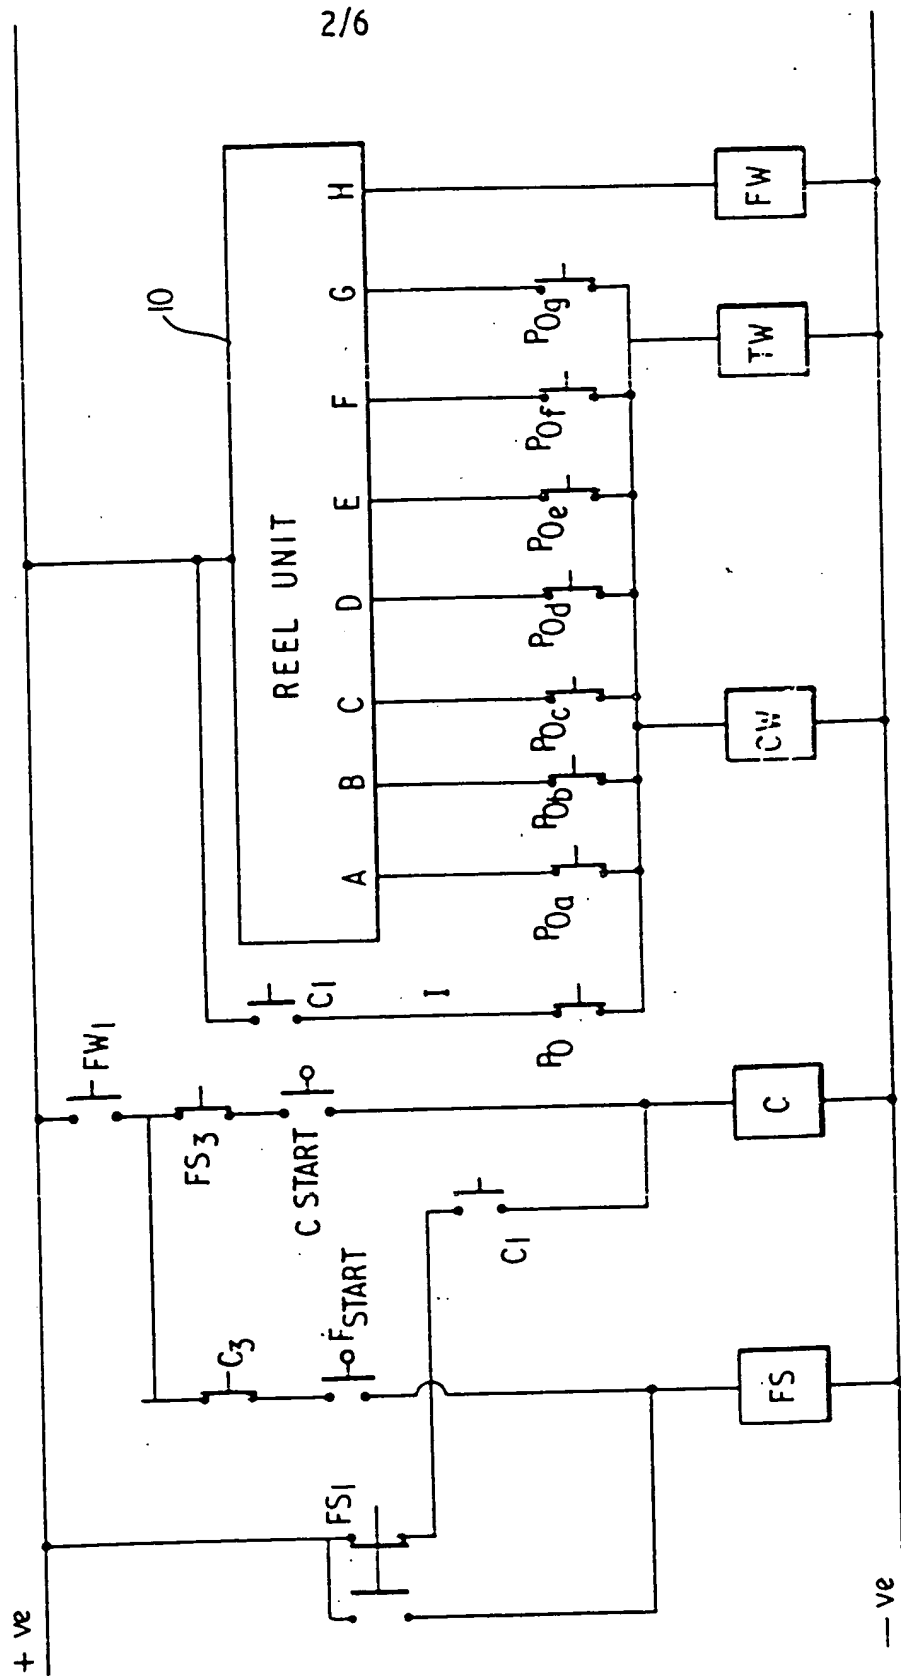 2/6
+ ve
10
REEL UNIT
A B C D E F G H
FW1
FS3
C START
C3
FSTART
FS1
C1
I
C1
P0
P0a
P0b
P0c
P0d
P0e
P0f
P0g
FS
C
CW
TW
FW
– ve